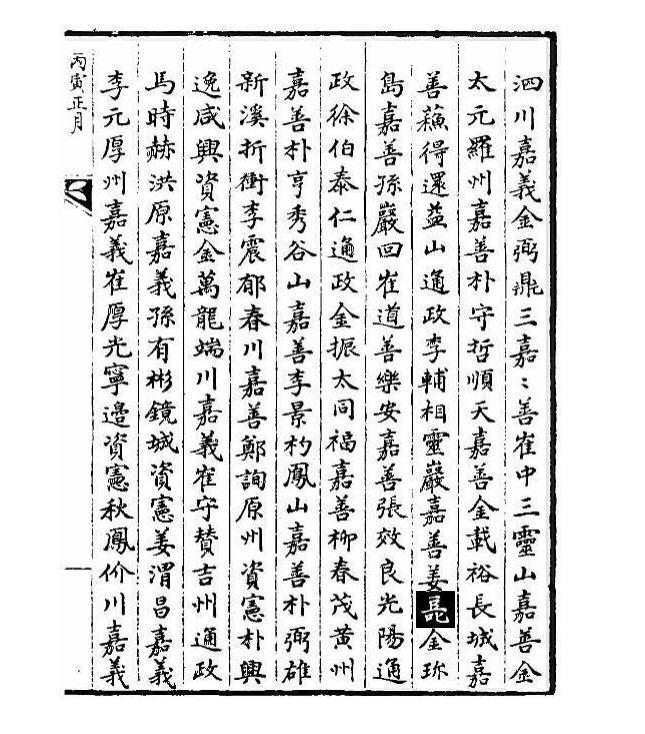 泗川嘉義金弼鼎三嘉〻善崔中三靈山嘉善金
太元羅州嘉善朴守哲順天嘉善金載裕長城嘉
善蘓得還益山通政李輔相靈巖嘉善姜亮金珎
島嘉善孫巖回崔道善樂安嘉善張效良光陽通
政徐伯泰仁通政金振太同福嘉善柳春茂黃州
嘉善朴亨秀谷山嘉善李景杓鳳山嘉善朴弼雄
新溪折衝李震郁春川嘉善鄭詢原州資憲朴興
逸咸興資憲金萬龍端川嘉義崔守賛吉州通政
馬時赫洪原嘉義孫有彬鏡城資憲姜渭昌嘉義
李元厚州嘉義崔厚光寧邉資憲秋鳳价川嘉義
丙寅正月